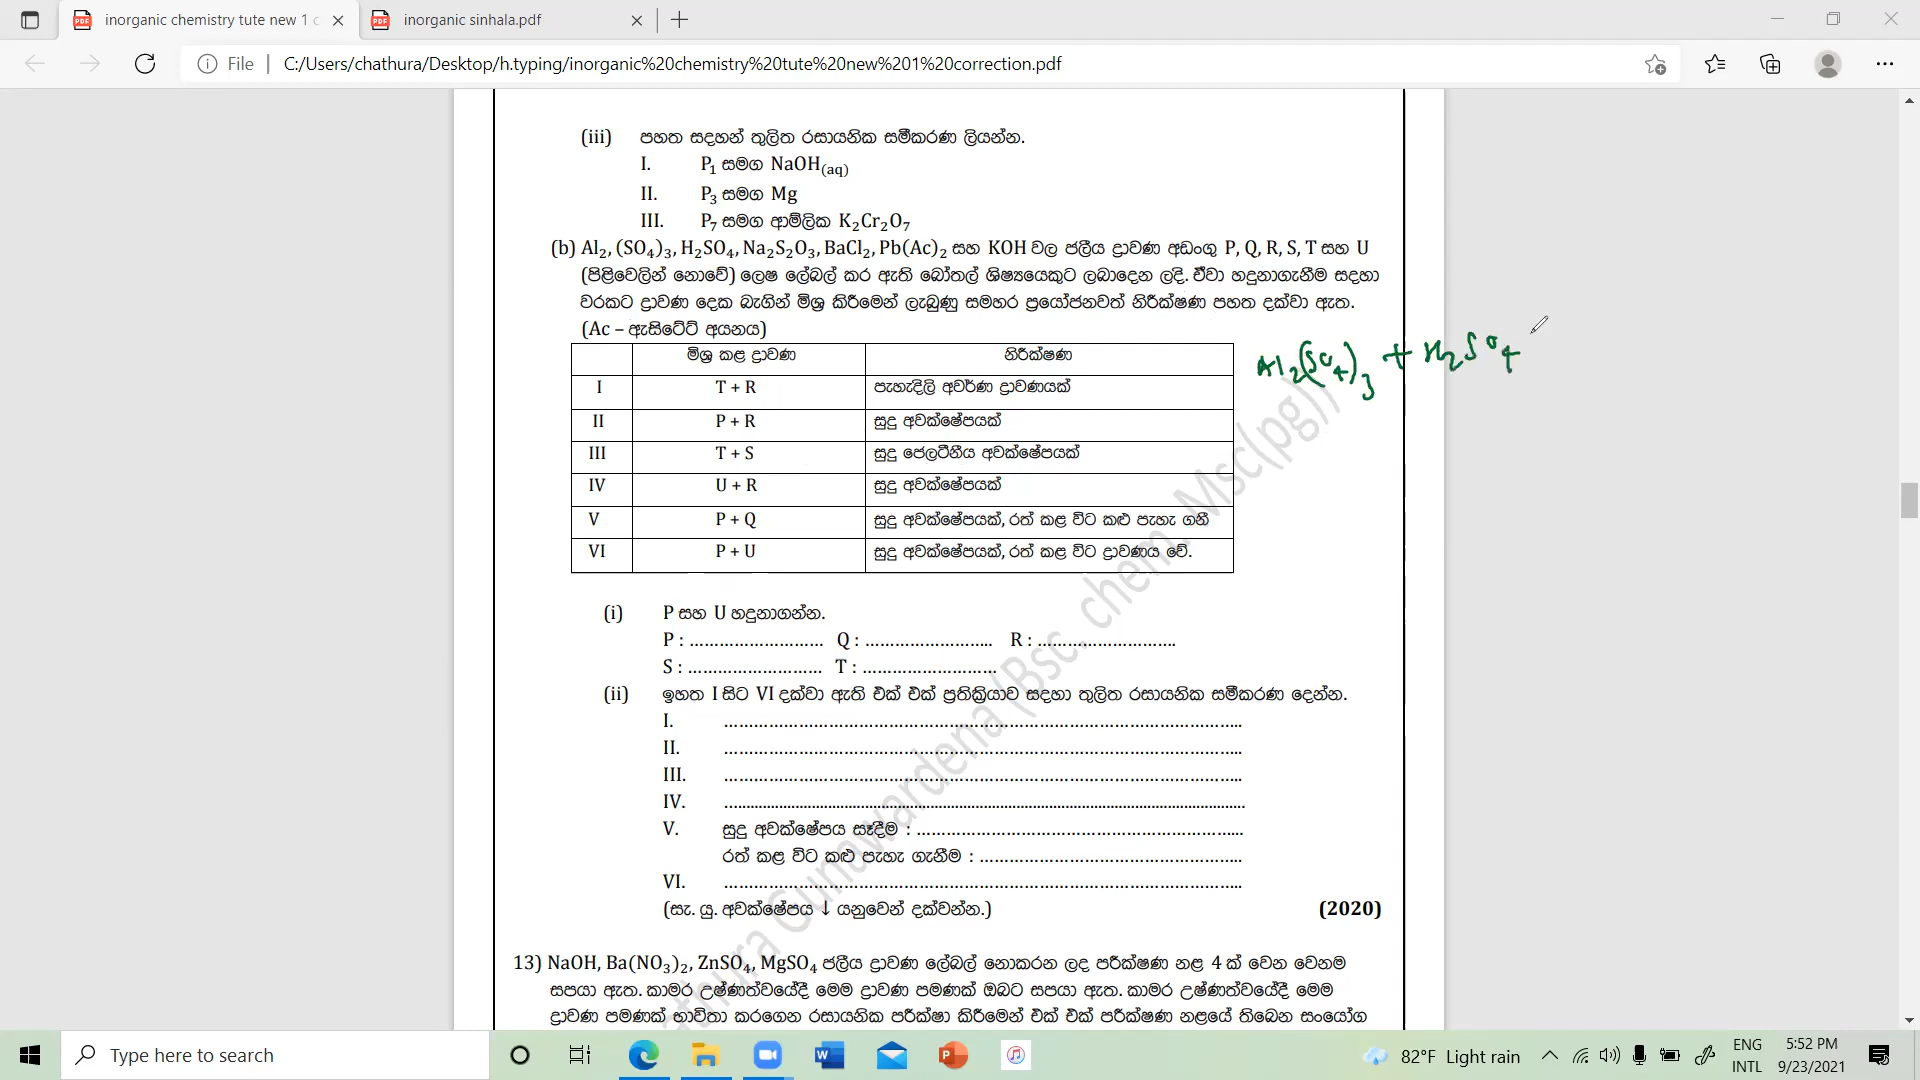 inorganic chemistry tute new 1 c
inorganic sinhala.pdf
File
C:/Users/chathura/Desktop/h.typing/inorganic%20chemistry%20tute%20new%201%20correction.pdf
(iii) පහත සදහන් තුලිත රසායනික සමීකරණ ලියන්න.
I. P₁ සමග NaOH(aq)
II. P₃ සමග Mg
III. P₇ සමග ආම්ලික K₂Cr₂O₇
(b) Al₂, (SO₄)₃, H₂SO₄, Na₂S₂O₃, BaCl₂, Pb(Ac)₂ සහ KOH වල ජලීය ද්‍රාවණ අඩංගු P, Q, R, S, T සහ U
(පිළිවෙලින් නොවේ) ලෙෂ ලේබල් කර ඇති බෝතල් ශිෂ්‍යයෙකුට ලබාදෙන ලදි. ඒවා හදුනාගැනීම සදහා
වරකට ද්‍රාවණ දෙක බැගින් මිශ්‍ර කිරීමෙන් ලැබුණු සමහර ප්‍රයෝජනවත් නිරීක්ෂණ පහත දක්වා ඇත.
(Ac – ඇසිටේට් අයනය)
මිශ්‍ර කළ ද්‍රාවණ නිරීක්ෂණ
I T + R පැහැදිලි අවර්ණ ද්‍රාවණයක්
II P + R සුදු අවක්ෂේපයක්
III T + S සුදු ජෙලටීනීය අවක්ෂේපයක්
IV U + R සුදු අවක්ෂේපයක්
V P + Q සුදු අවක්ෂේපයක්, රත් කළ විට කළු පැහැ ගනී
VI P + U සුදු අවක්ෂේපයක්, රත් කළ විට ද්‍රාවණය වේ.
Al₂(SO₄)₃ + H₂SO₄
(i) P සහ U හදුනාගන්න.
P : ........................... Q : .......................... R : ............................
S : ........................... T : ...........................
(ii) ඉහත I සිට VI දක්වා ඇති එක් එක් ප්‍රතික්‍රියාව සදහා තුලිත රසායනික සමීකරණ දෙන්න.
I. ........................................................................................................
II. ........................................................................................................
III. ........................................................................................................
IV. ........................................................................................................
V. සුදු අවක්ෂේපය සෑදීම : .................................................................
රත් කළ විට කළු පැහැ ගැනීම : .....................................................
VI. ........................................................................................................
(සැ. යු. අවක්ෂේපය ↓ යනුවෙන් දක්වන්න.) (2020)
13) NaOH, Ba(NO₃)₂, ZnSO₄, MgSO₄ ජලීය ද්‍රාවණ ලේබල් නොකරන ලද පරීක්ෂණ නළ 4 ක් වෙන වෙනම
සපයා ඇත. කාමර උෂ්ණත්වයේදී මෙම ද්‍රාවණ පමණක් ඔබට සපයා ඇත. කාමර උෂ්ණත්වයේදී මෙම
ද්‍රාවණ පමණක් භාවිතා කරගෙන රසායනික පරීක්ෂා කිරීමෙන් එක් එක් පරීක්ෂණ නළයේ තිබෙන සංයෝග
Gunawardena (Bsc. chem, Msc(pg))
Type here to search
82°F Light rain
ENG
INTL
5:52 PM
9/23/2021